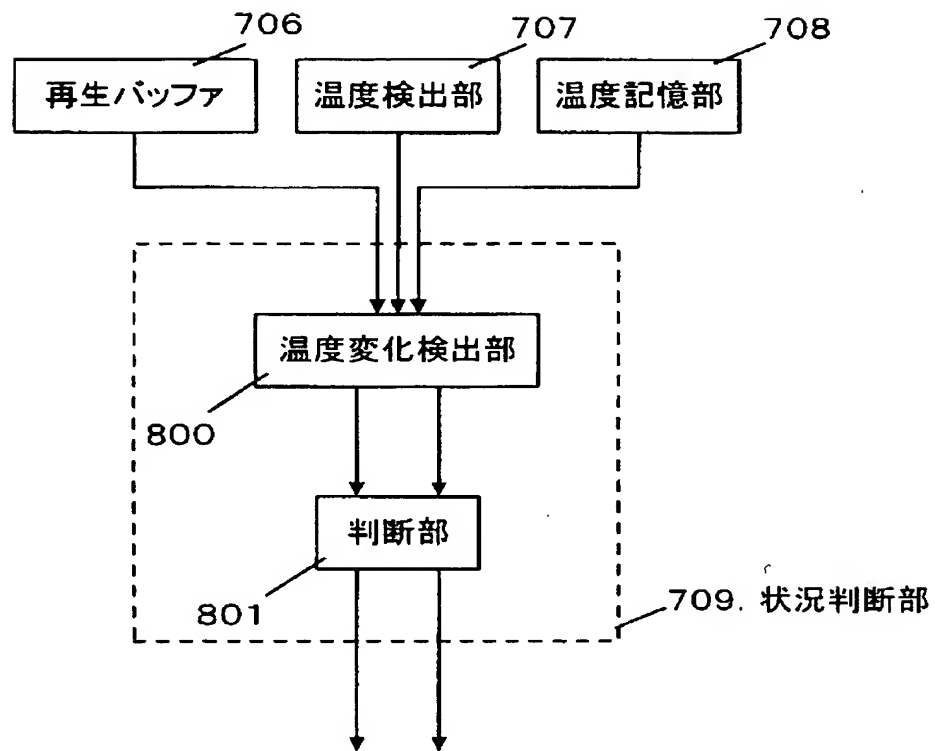 706
707
708
再生バッファ
温度検出部
温度記憶部
温度変化検出部
800
判断部
801
709. 状況判断部